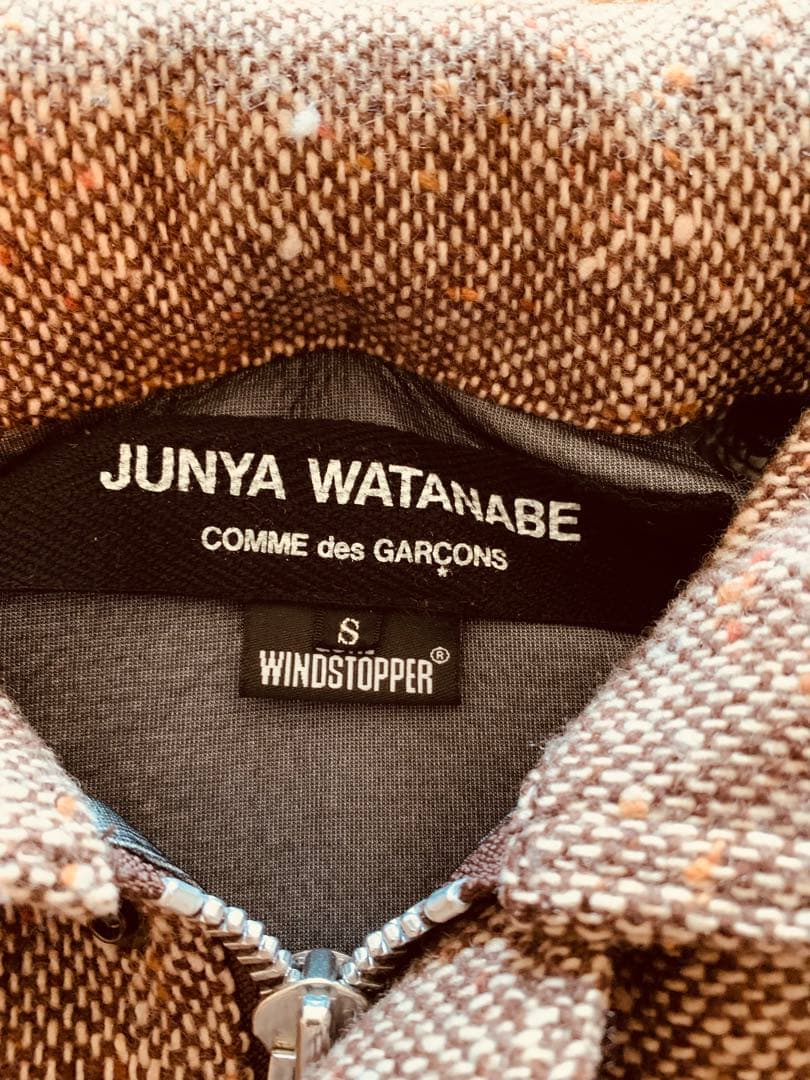 JUNYA WATANABE
COMME des GARÇONS
S
WINDSTOPPER®